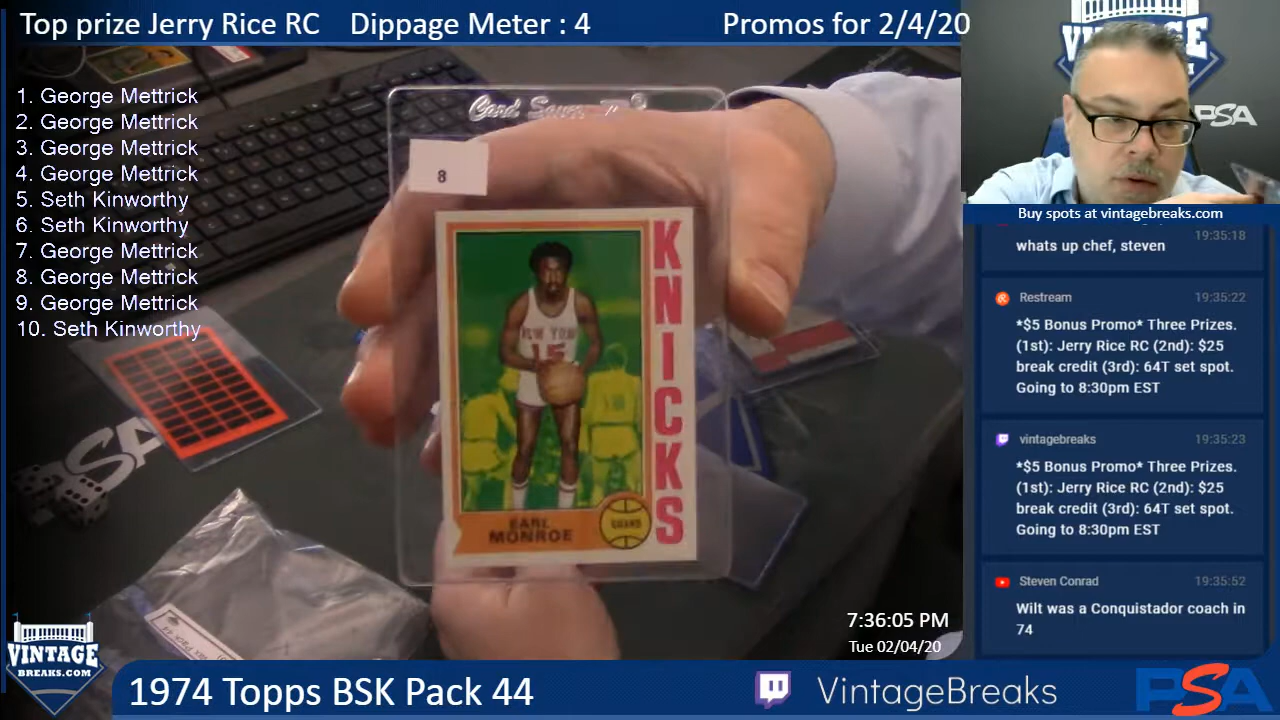 Top prize Jerry Rice RC Dippage Meter : 4 Promos for 2/4/20
1. George Mettrick
2. George Mettrick
3. George Mettrick
4. George Mettrick
5. Seth Kinworthy
6. Seth Kinworthy
7. George Mettrick
8. George Mettrick
9. George Mettrick
10. Seth Kinworthy
Card Saver
8
KNICKS
NEW YORK
15
EARL
MONROE
GUARD
PSA
PSA
Buy spots at vintagebreaks.com
19:35:18
whats up chef, steven
Restream 19:35:22
*$5 Bonus Promo* Three Prizes.
(1st): Jerry Rice RC (2nd): $25
break credit (3rd): 64T set spot.
Going to 8:30pm EST
vintagebreaks 19:35:23
*$5 Bonus Promo* Three Prizes.
(1st): Jerry Rice RC (2nd): $25
break credit (3rd): 64T set spot.
Going to 8:30pm EST
Steven Conrad 19:35:52
Wilt was a Conquistador coach in
74
7:36:05 PM
Tue 02/04/20
VINTAGE
BREAKS.COM
1974 Topps BSK Pack 44
VintageBreaks
PSA